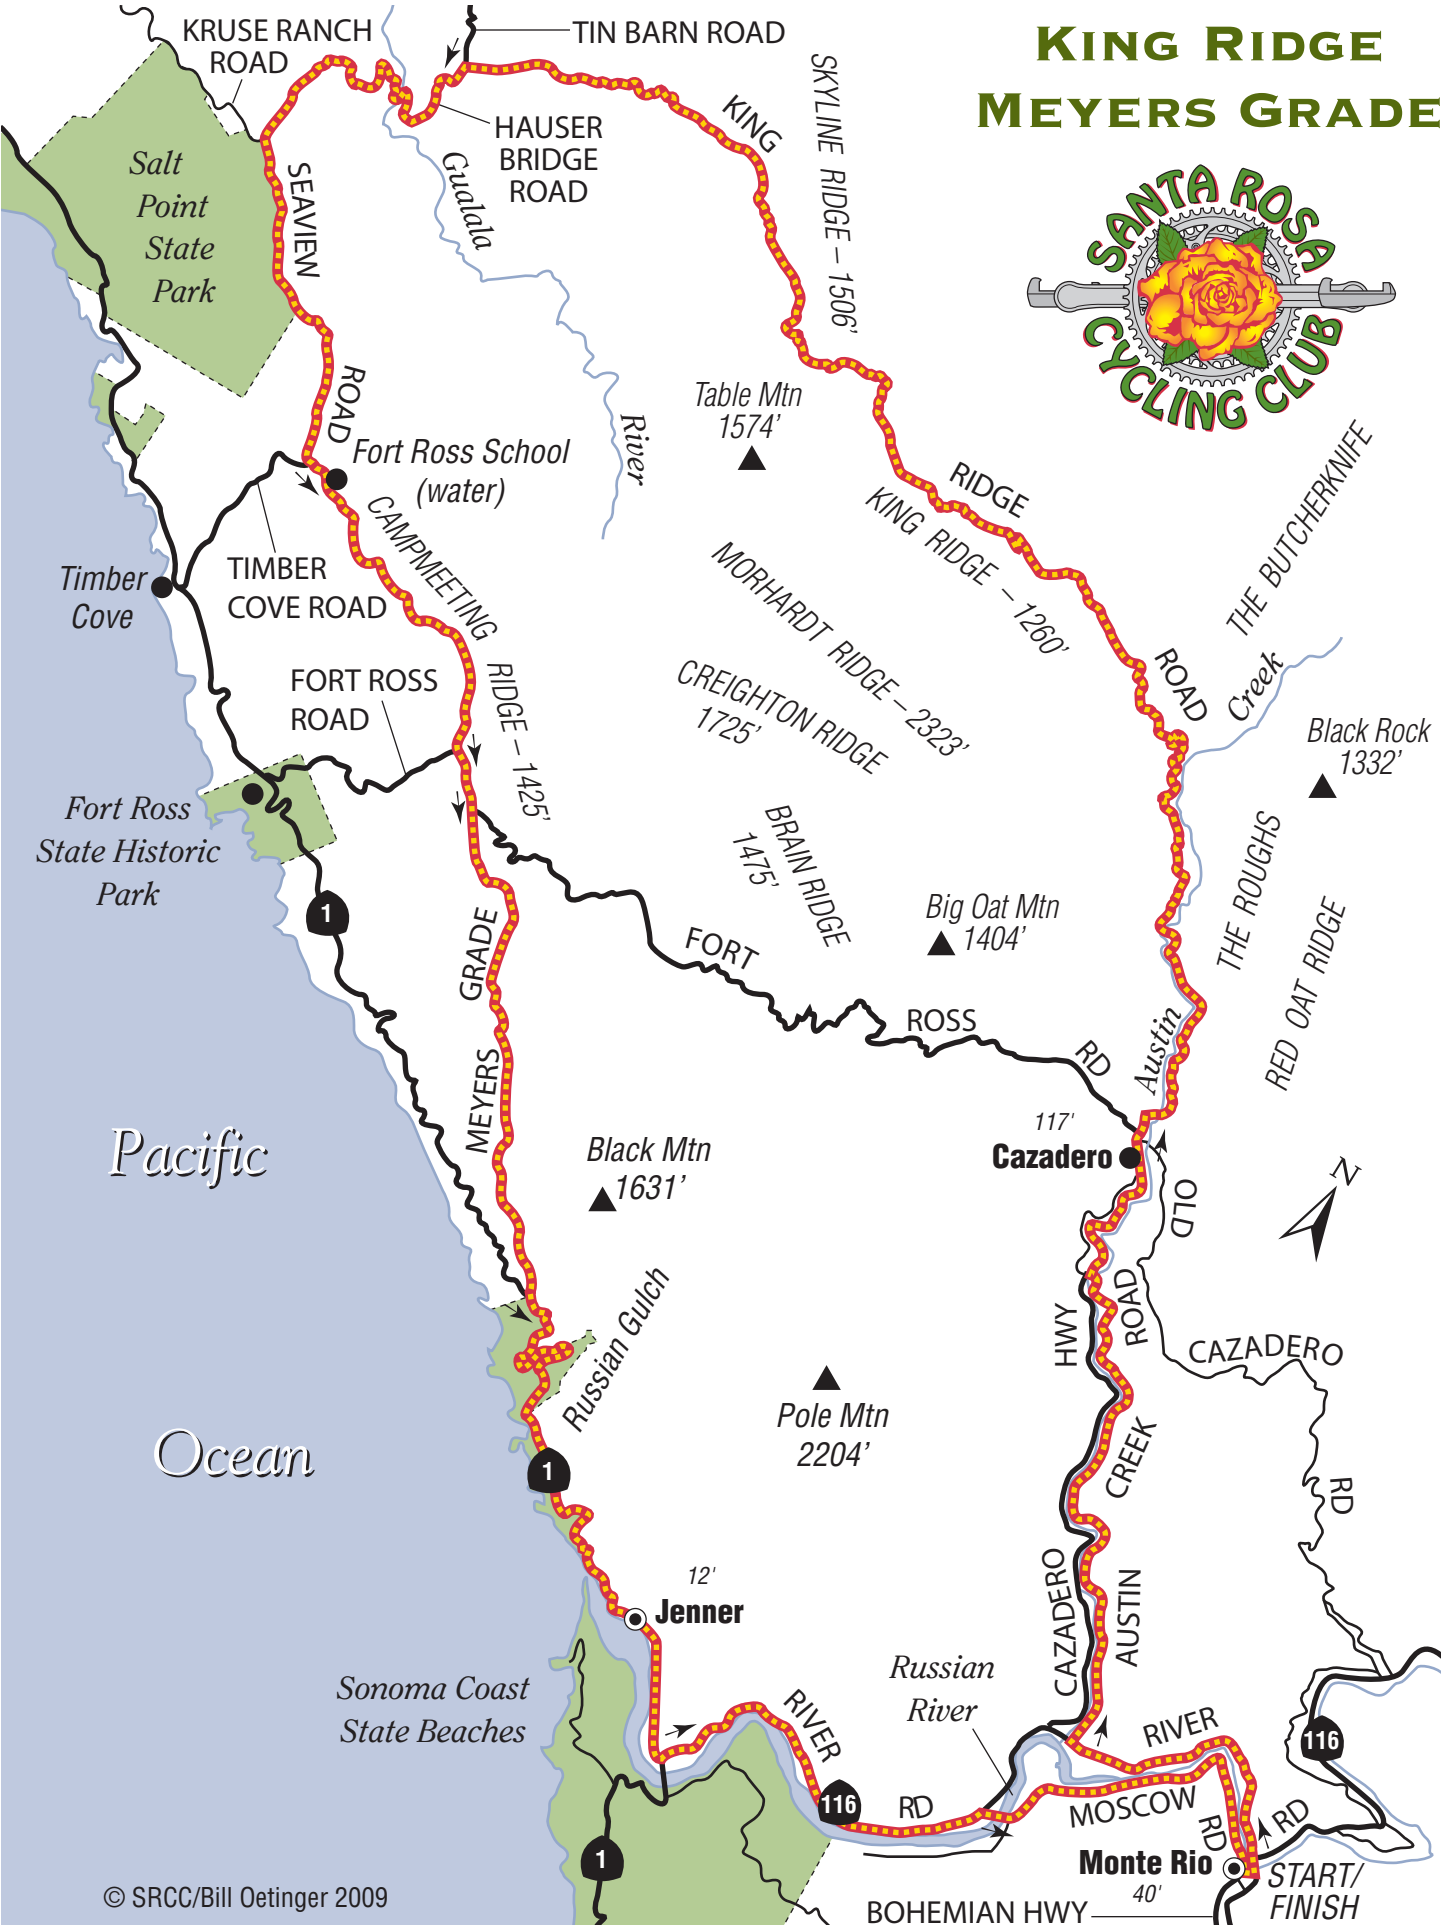 KING RIDGE
MEYERS GRADE
SANTA ROSA
CYCLING CLUB
KRUSE RANCH
ROAD
TIN BARN ROAD
HAUSER
BRIDGE
ROAD
KING
SKYLINE RIDGE – 1506’
Salt
Point
State
Park
SEAVIEW
ROAD
Gualala
River
Table Mtn
1574’
Fort Ross School
(water)
RIDGE
KING RIDGE – 1260’
THE BUTCHERKNIFE
CAMPMEETING RIDGE – 1425’
Timber
Cove
TIMBER
COVE ROAD
MORHARDT RIDGE – 2323’
CREIGHTON RIDGE
1725’
ROAD
Creek
FORT ROSS
ROAD
Black Rock
1332’
Fort Ross
State Historic
Park
BRAIN RIDGE
1475’
THE ROUGHS
RED OAT RIDGE
Big Oat Mtn
1404’
1
GRADE
MEYERS
FORT
ROSS
RD
Austin
117'
Cazadero
Pacific
Ocean
Black Mtn
1631’
N
OLD
CAZADERO
RD
HWY
ROAD
Russian Gulch
Pole Mtn
2204’
CREEK
1
CAZADERO
AUSTIN
12'
Jenner
Sonoma Coast
State Beaches
Russian
River
RIVER
116
RD
RIVER
MOSCOW
RD
RD
116
Monte Rio
40'
START/
FINISH
1
BOHEMIAN HWY
© SRCC/Bill Oetinger 2009